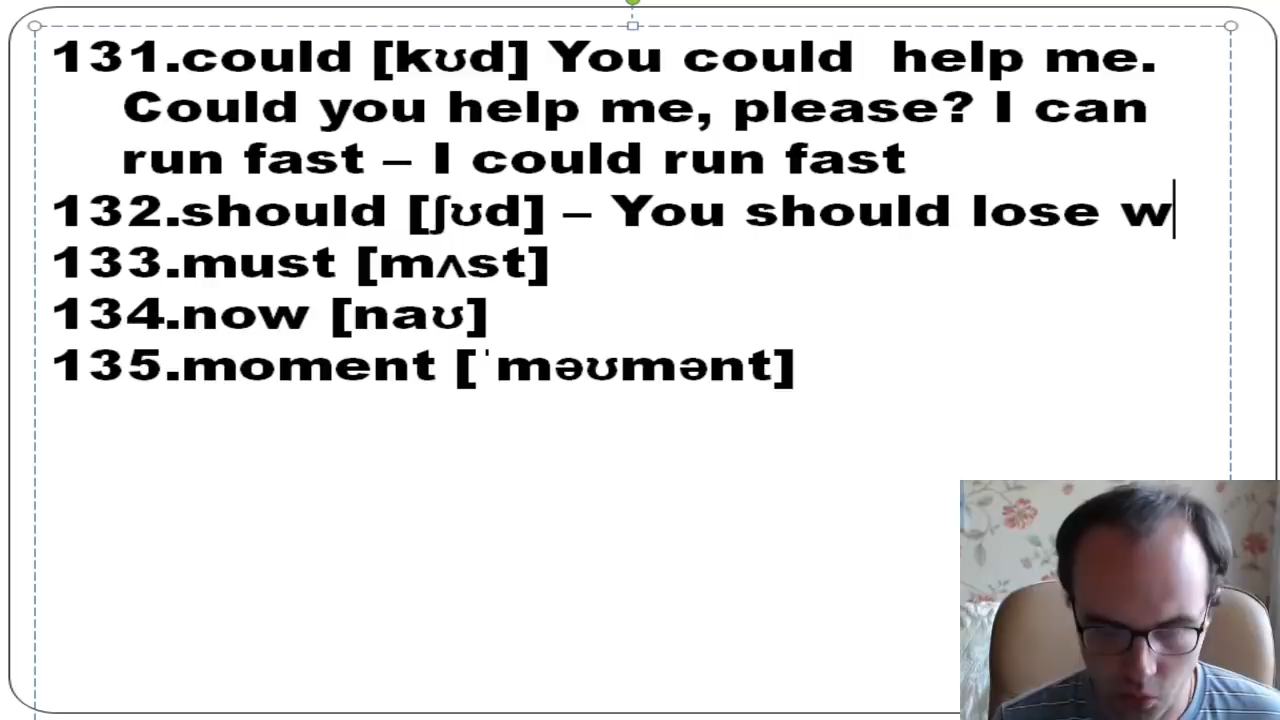 131.could [kʊd] You could  help me.
Could you help me, please? I can
run fast – I could run fast
132.should [ʃʊd] – You should lose w
133.must [mʌst]
134.now [naʊ]
135.moment [ˈməʊmənt]